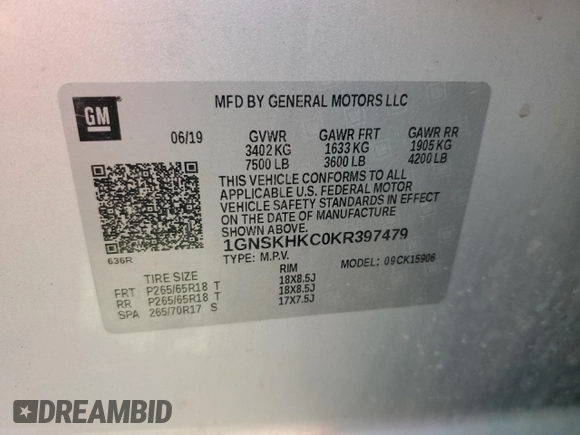 GM
MFD BY GENERAL MOTORS LLC
06/19 GVWR GAWR FRT GAWR RR
3402 KG 1633 KG 1905 KG
7500 LB 3600 LB 4200 LB
THIS VEHICLE CONFORMS TO ALL
APPLICABLE U.S. FEDERAL MOTOR
VEHICLE SAFETY STANDARDS IN EFFECT
ON THE DATE OF MANUFACTURE
SHOWN ABOVE.
1GNSKHKC0KR397479
636R
TYPE: M.P.V. MODEL: 09CK15906
TIRE SIZE RIM
FRT P265/65R18 T 18X8.5J
RR P265/65R18 T 18X8.5J
SPA 265/70R17 S 17X7.5J
DREAMBID